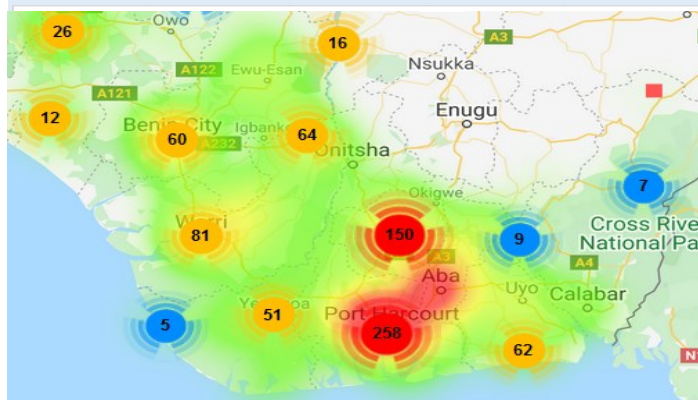 Owo
26
16
A3
Nsukka
A122
Ewu-Esan
A121
12
Benin City
Enugu
60
Igbanke
64
A232
Onitsha
7
Okigwe
Warri
81
150
9
Cross River
National Pa
A3
A4
Aba
Uyo
Calabar
Yenagoa
51
Port Harcourt
5
258
62
N1